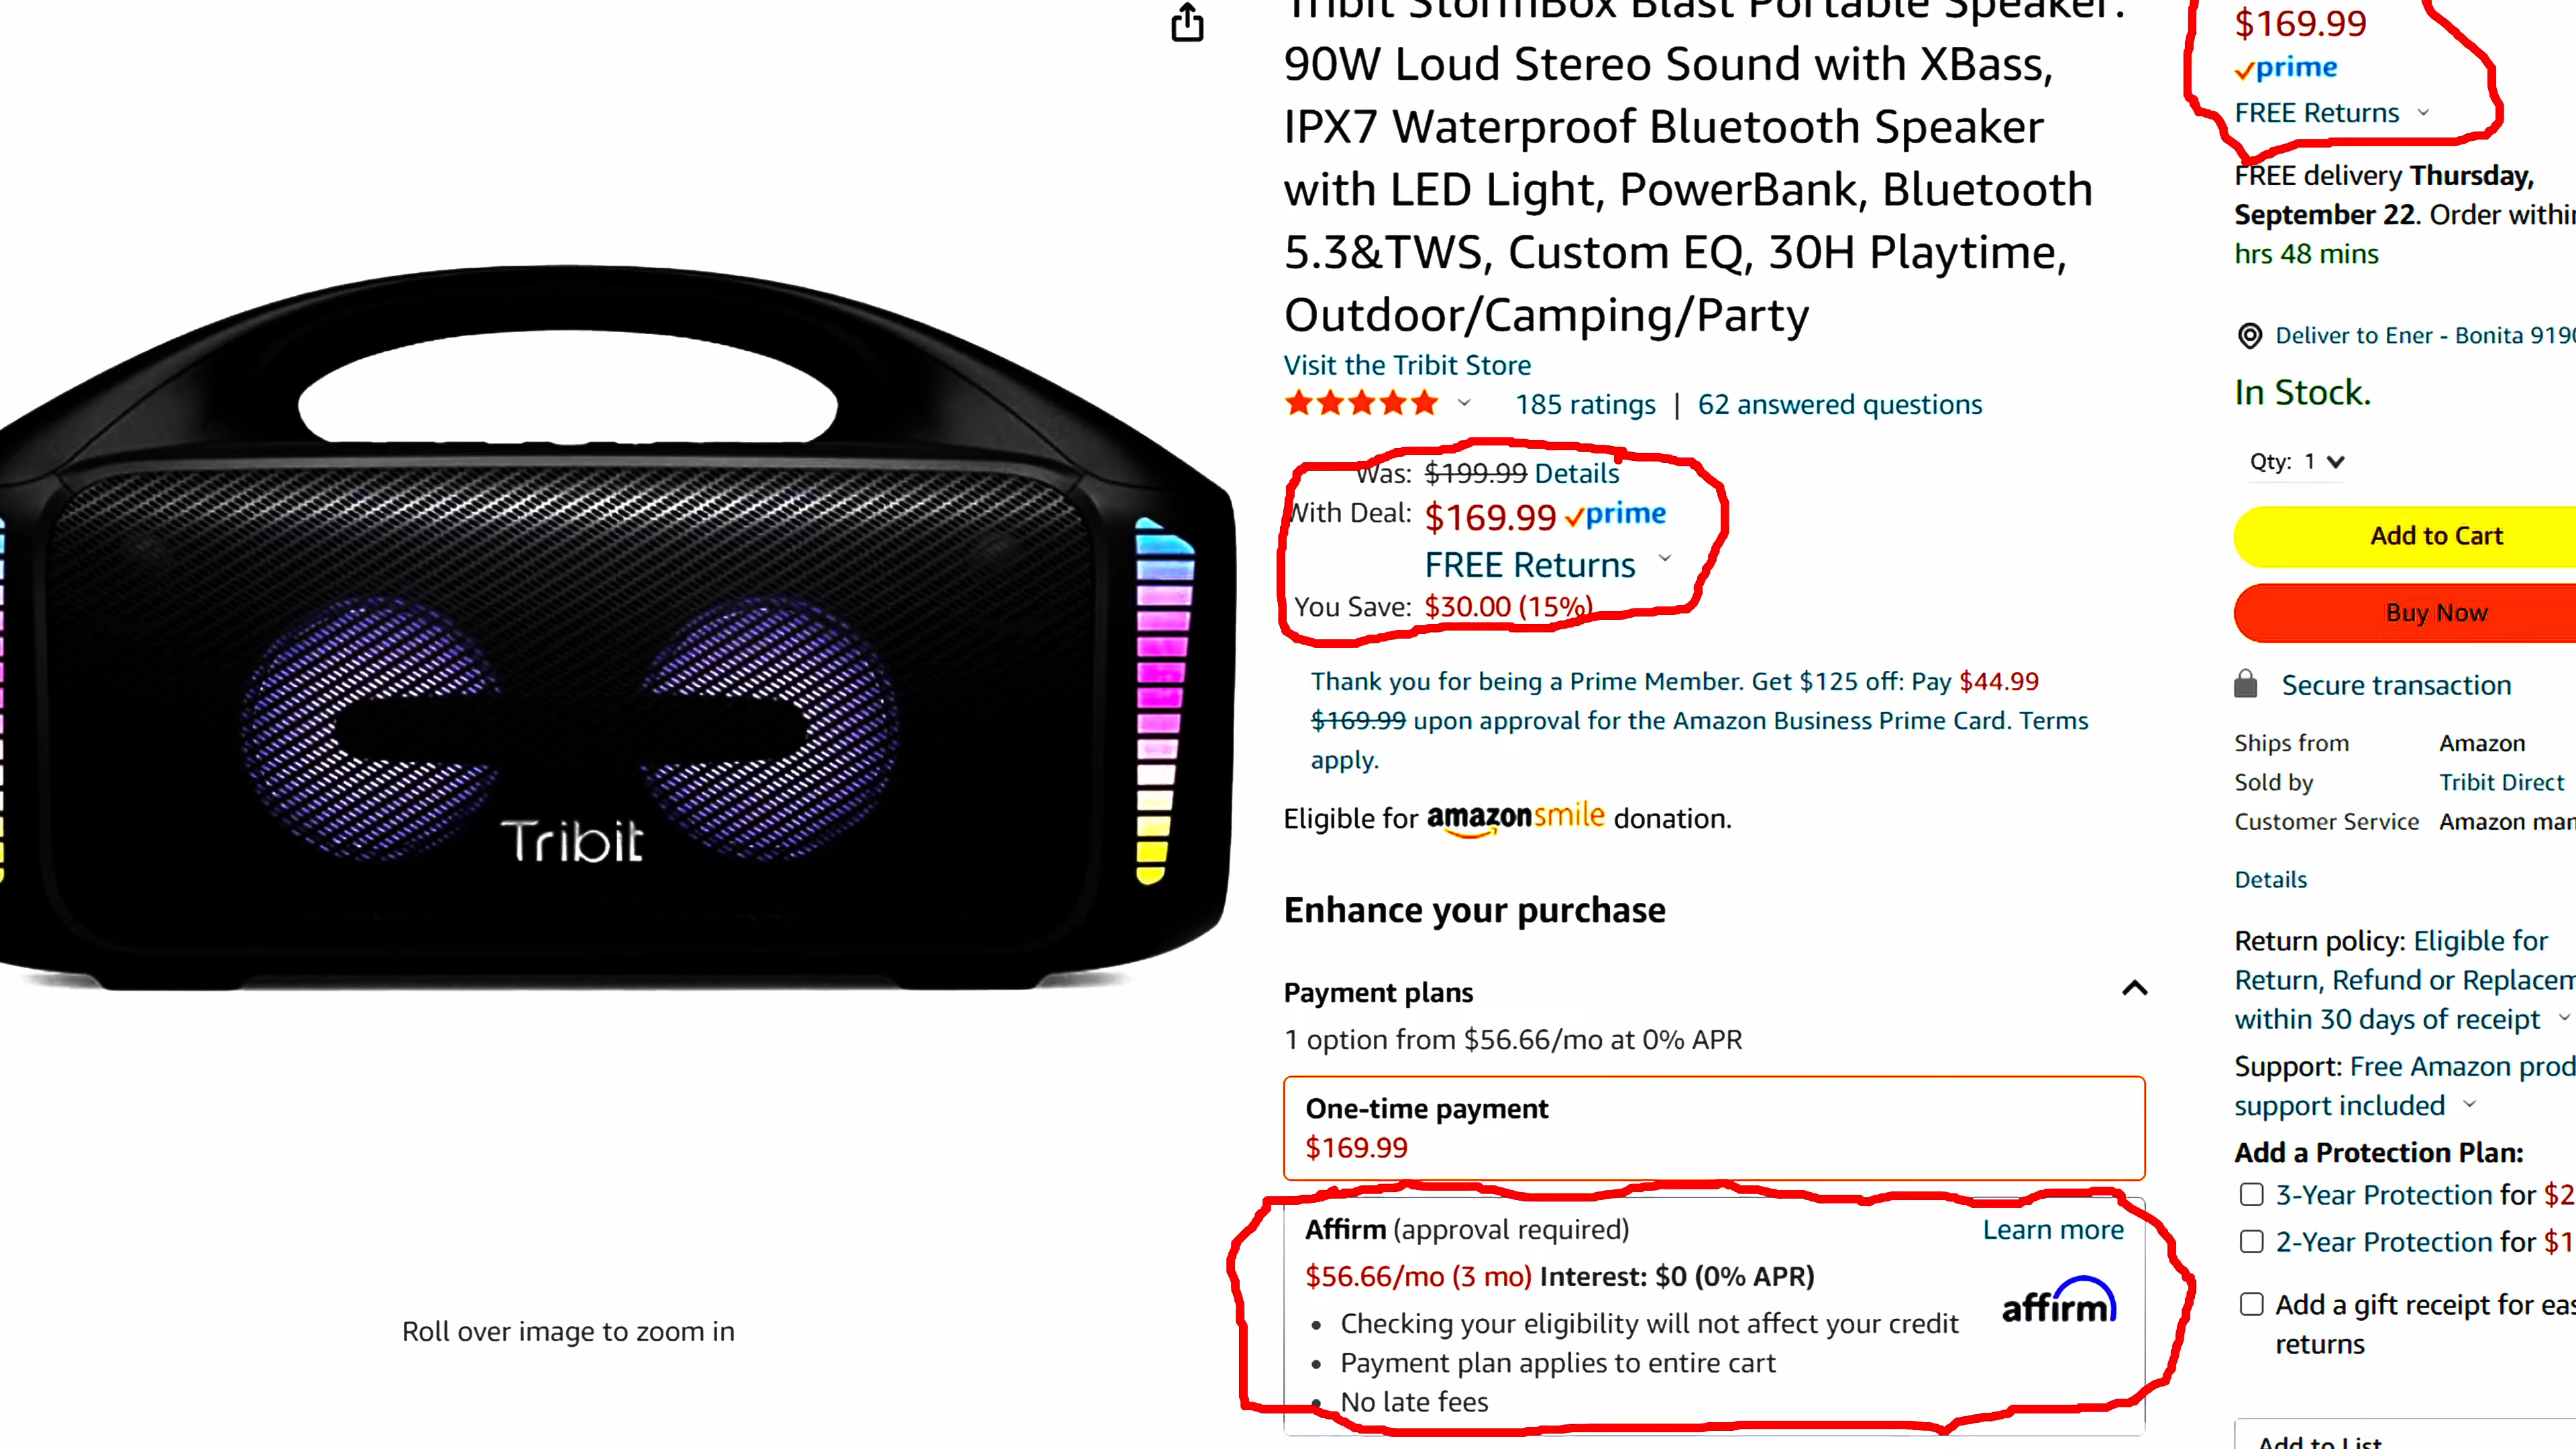 Tribit
Roll over image to zoom in
Tribit StormBox Blast Portable Speaker:
90W Loud Stereo Sound with XBass,
IPX7 Waterproof Bluetooth Speaker
with LED Light, PowerBank, Bluetooth
5.3&TWS, Custom EQ, 30H Playtime,
Outdoor/Camping/Party
Visit the Tribit Store
185 ratings | 62 answered questions
Was: $199.99 Details
With Deal: $169.99 prime
FREE Returns
You Save: $30.00 (15%)
Thank you for being a Prime Member. Get $125 off: Pay $44.99
$169.99 upon approval for the Amazon Business Prime Card. Terms
apply.
Eligible for amazonsmile donation.
Enhance your purchase
Payment plans
1 option from $56.66/mo at 0% APR
One-time payment
$169.99
Affirm (approval required) Learn more
$56.66/mo (3 mo) Interest: $0 (0% APR)
affirm
• Checking your eligibility will not affect your credit
• Payment plan applies to entire cart
• No late fees
$169.99
prime
FREE Returns
FREE delivery Thursday,
September 22. Order within
hrs 48 mins
Deliver to Ener - Bonita
In Stock.
Qty: 1
Add to Cart
Buy Now
Secure transaction
Ships from Amazon
Sold by Tribit Direct
Customer Service Amazon
Details
Return policy: Eligible for
Return, Refund or
within 30 days of receipt
Support: Free Amazon
support included
Add a Protection Plan:
3-Year Protection for
2-Year Protection for
Add a gift receipt for
returns
Add to List